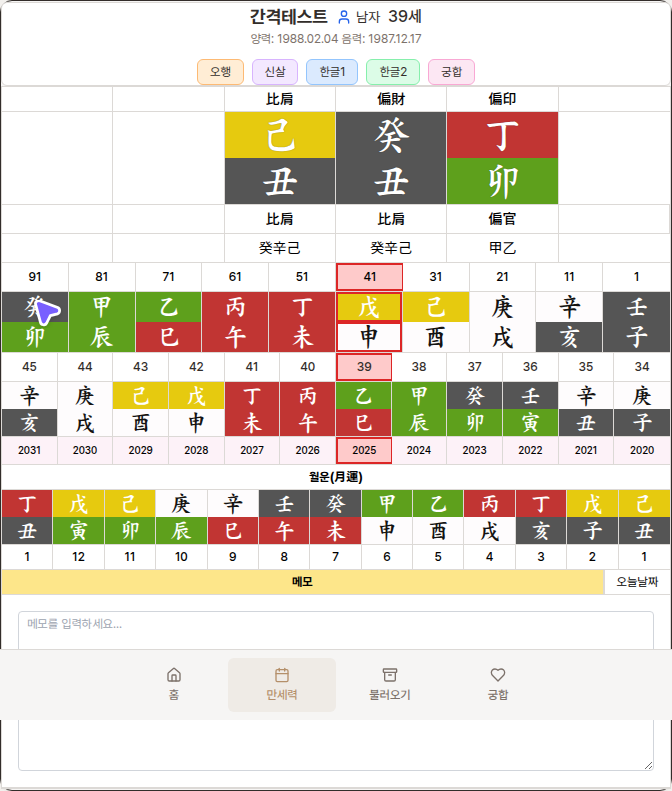 간격테스트 남자 39세
양력: 1988.02.04 음력: 1987.12.17
오행 신살 한글1 한글2 궁합
比肩 偏財 偏印
己 癸 丁
丑 丑 卯
比肩 比肩 偏官
癸辛己 癸辛己 甲乙
91 81 71 61 51 41 31 21 11 1
癸 甲 乙 丙 丁 戊 己 庚 辛 壬
卯 辰 巳 午 未 申 酉 戌 亥 子
45 44 43 42 41 40 39 38 37 36 35 34
辛 庚 己 戊 丁 丙 乙 甲 癸 壬 辛 庚
亥 戌 酉 申 未 午 巳 辰 卯 寅 丑 子
2031 2030 2029 2028 2027 2026 2025 2024 2023 2022 2021 2020
월운(月運)
丁 戊 己 庚 辛 壬 癸 甲 乙 丙 丁 戊 己
丑 寅 卯 辰 巳 午 未 申 酉 戌 亥 子 丑
1 12 11 10 9 8 7 6 5 4 3 2 1
메모 오늘날짜
메모를 입력하세요...
홈 만세력 불러오기 궁합